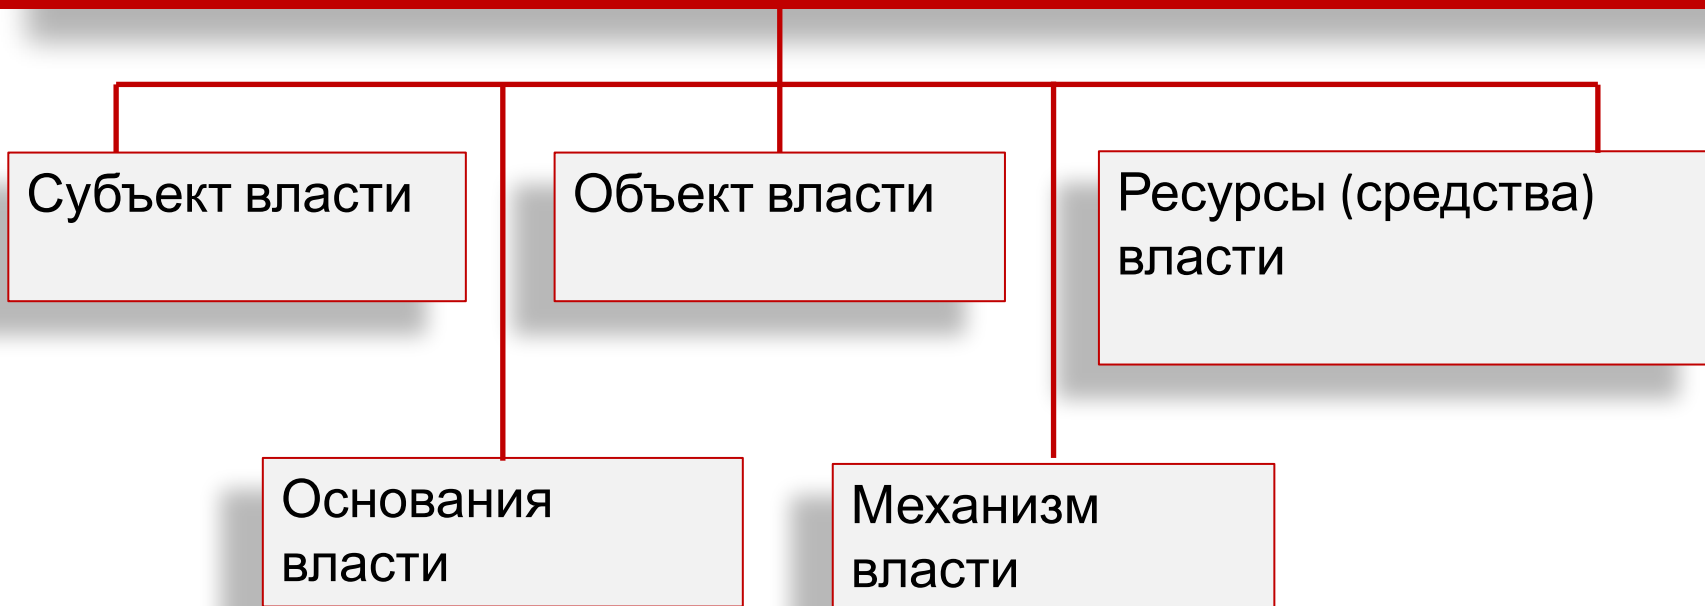 Субъект власти
Объект власти
Ресурсы (средства)
власти
Основания
власти
Механизм
власти